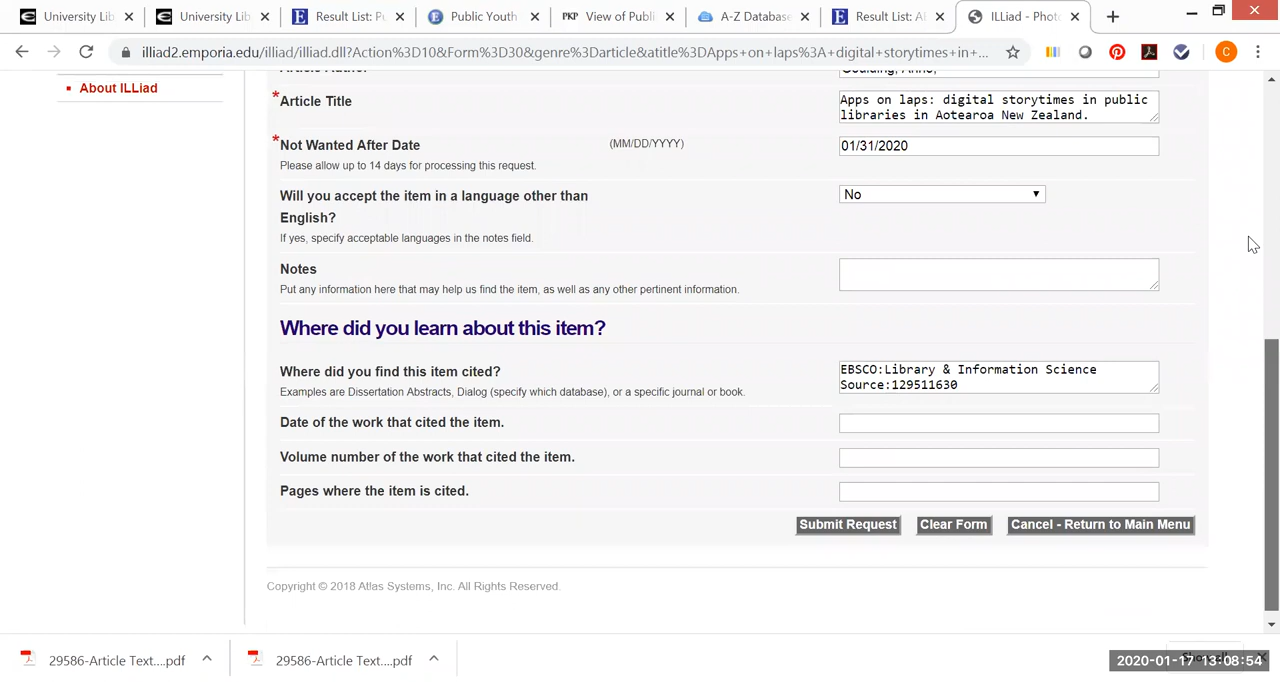 University Lib
University Lib
Result List: Pu
Public Youth
PKP View of Publi
A-Z Database
Result List: Ai
ILLiad - Photo
illiad2.emporia.edu/illiad/illiad.dll?Action%3D10&Form%3D30&genre%3Darticle&atitle%3DApps+on+laps%3A+digital+storytimes+in+...
C
About ILLiad
Article Author
Goulding, Anne;
*Article Title
Apps on laps: digital storytimes in public
libraries in Aotearoa New Zealand.
*Not Wanted After Date (MM/DD/YYYY)
01/31/2020
Please allow up to 14 days for processing this request.
Will you accept the item in a language other than
English?
No
If yes, specify acceptable languages in the notes field.
Notes
Put any information here that may help us find the item, as well as any other pertinent information.
Where did you learn about this item?
Where did you find this item cited?
EBSCO:Library & Information Science
Source:129511630
Examples are Dissertation Abstracts, Dialog (specify which database), or a specific journal or book.
Date of the work that cited the item.
Volume number of the work that cited the item.
Pages where the item is cited.
Submit Request Clear Form Cancel - Return to Main Menu
Copyright © 2018 Atlas Systems, Inc. All Rights Reserved.
29586-Article Text....pdf
29586-Article Text....pdf
2020-01-17 13:08:54